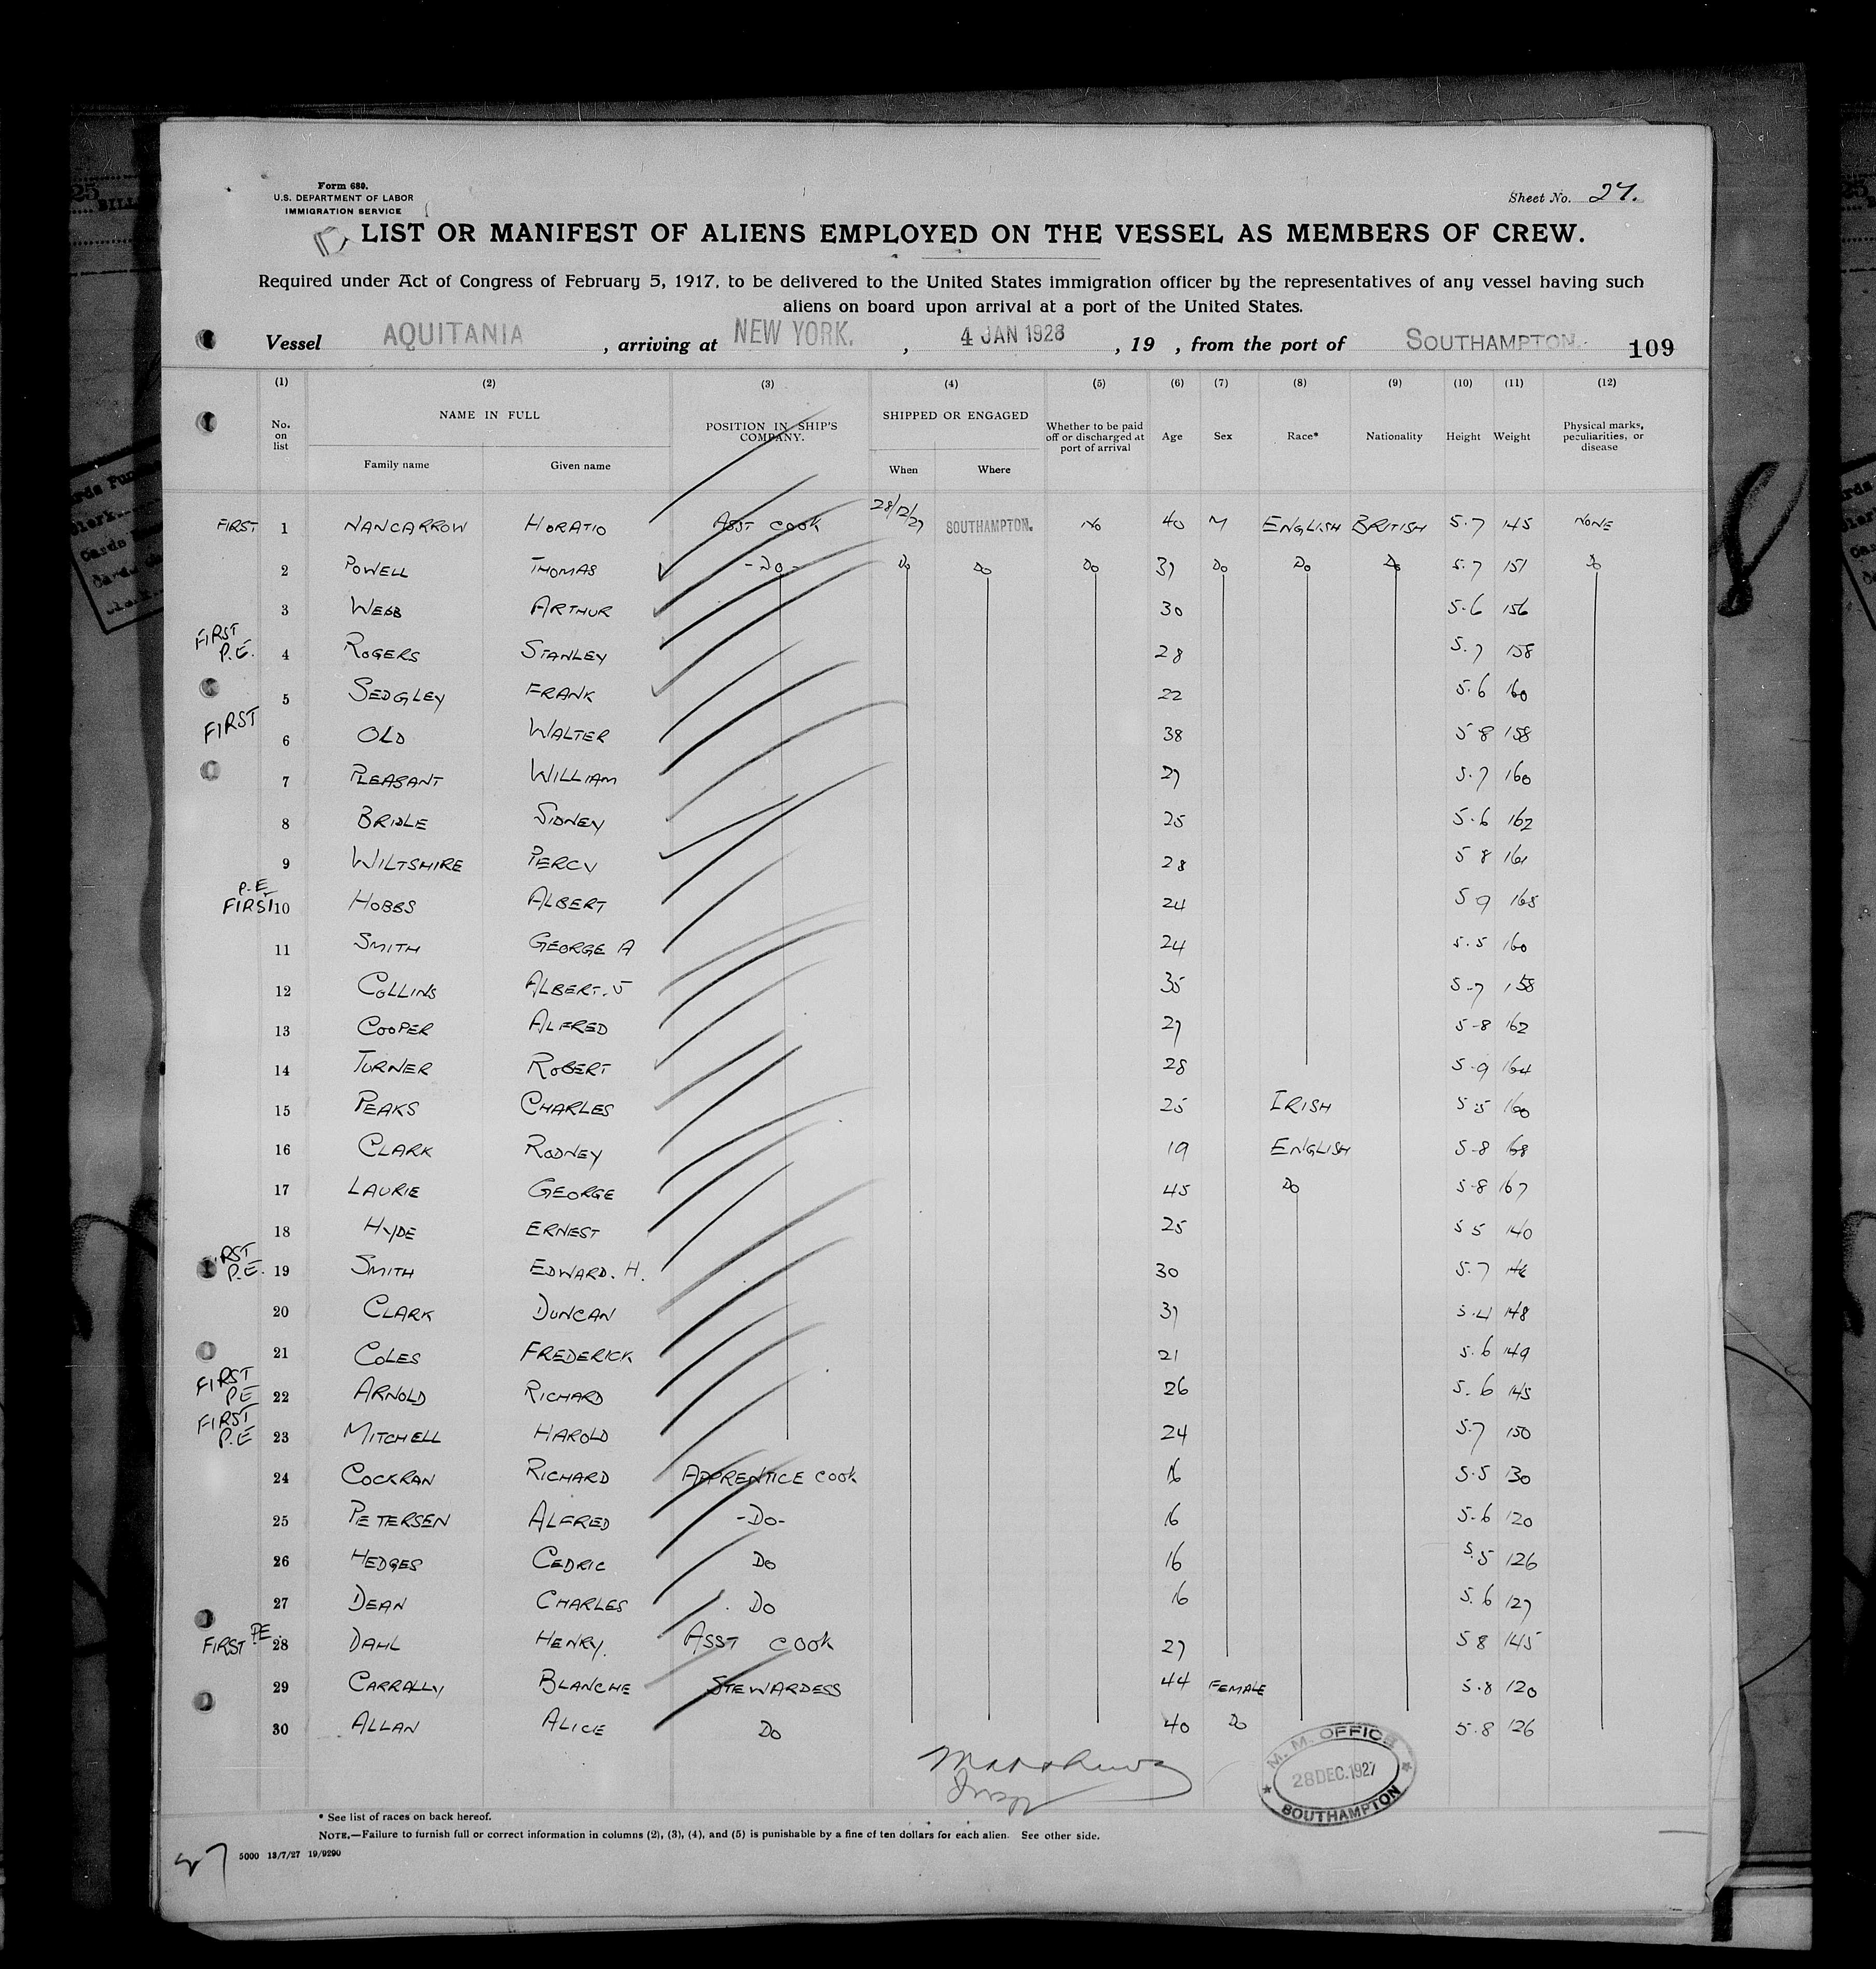 Form 680.
U.S. DEPARTMENT OF LABOR
IMMIGRATION SERVICE
Sheet No. 27.
LIST OR MANIFEST OF ALIENS EMPLOYED ON THE VESSEL AS MEMBERS OF CREW.
Required under Act of Congress of February 5, 1917, to be delivered to the United States immigration officer by the representatives of any vessel having such
aliens on board upon arrival at a port of the United States.
Vessel AQUITANIA , arriving at NEW YORK. , 4 JAN 1928 , 19 , from the port of SOUTHAMPTON. 109
(1) (2) (3) (4) (5) (6) (7) (8) (9) (10) (11) (12)
No. on list NAME IN FULL Family name Given name POSITION IN SHIP'S COMPANY. SHIPPED OR ENGAGED When Where Whether to be paid off or discharged at port of arrival Age Sex Race* Nationality Height Weight Physical marks, peculiarities, or disease
FIRST 1 NANCARROW HORATIO ASST COOK 28/12/27 SOUTHAMPTON. NO 40 M ENGLISH BRITISH 5.7 145 NONE
2 POWELL THOMAS -DO- DO DO DO 37 DO DO DO 5.7 151 DO
3 WEBB ARTHUR 30 5.6 156
FIRST P.E. 4 ROGERS STANLEY 28 5.7 158
5 SEDGLEY FRANK 22 5.6 160
FIRST 6 OLD WALTER 38 5 8 158
7 PLEASANT WILLIAM 27 5.7 160
8 BRIDLE SIDNEY 25 5.6 162
9 WILTSHIRE PERCY 28 5 8 161
P.E. FIRST 10 HOBBS ALBERT 24 5 9 165
11 SMITH GEORGE A 24 5.5 160
12 COLLINS ALBERT. J 35 5-7 158
13 COOPER ALFRED 27 5-8 162
14 TURNER ROBERT 28 5.9 164
15 PEAKS CHARLES 25 IRISH 5.5 160
16 CLARK RODNEY 19 ENGLISH 5-8 168
17 LAURIE GEORGE 45 DO 5-8 167
18 HYDE ERNEST 25 5 5 140
FIRST P.E. 19 SMITH EDWARD. H. 30 5.7 146
20 CLARK DUNCAN 37 5.4 148
21 COLES FREDERICK 21 5.6 149
FIRST PE 22 ARNOLD RICHARD 26 5.6 145
FIRST P.E 23 MITCHELL HAROLD 24 5.7 150
24 COCKRAN RICHARD APPRENTICE COOK 16 5.5 130
25 PETERSEN ALFRED -DO- 16 5-6 120
26 HEDGES CEDRIC DO 16 5.5 126
27 DEAN CHARLES DO 16 5.6 127
FIRST PE. 28 DAHL HENRY. ASST COOK 27 5 8 145
29 CARRALLY BLANCHE STEWARDESS 44 FEMALE 5.8 120
30 ALLAN ALICE DO 40 DO 5.8 126
M. M. OFFICE
28 DEC. 1927
SOUTHAMPTON
* See list of races on back hereof.
NOTE.—Failure to furnish full or correct information in columns (2), (3), (4), and (5) is punishable by a fine of ten dollars for each alien. See other side.
5000 13/7/27 19/9290
27
8